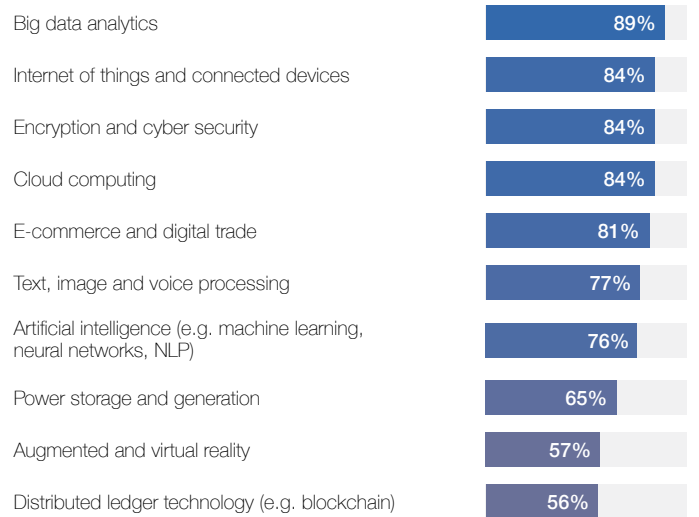 Big data analytics 89%
Internet of things and connected devices 84%
Encryption and cyber security 84%
Cloud computing 84%
E-commerce and digital trade 81%
Text, image and voice processing 77%
Artificial intelligence (e.g. machine learning,
neural networks, NLP) 76%
Power storage and generation 65%
Augmented and virtual reality 57%
Distributed ledger technology (e.g. blockchain) 56%